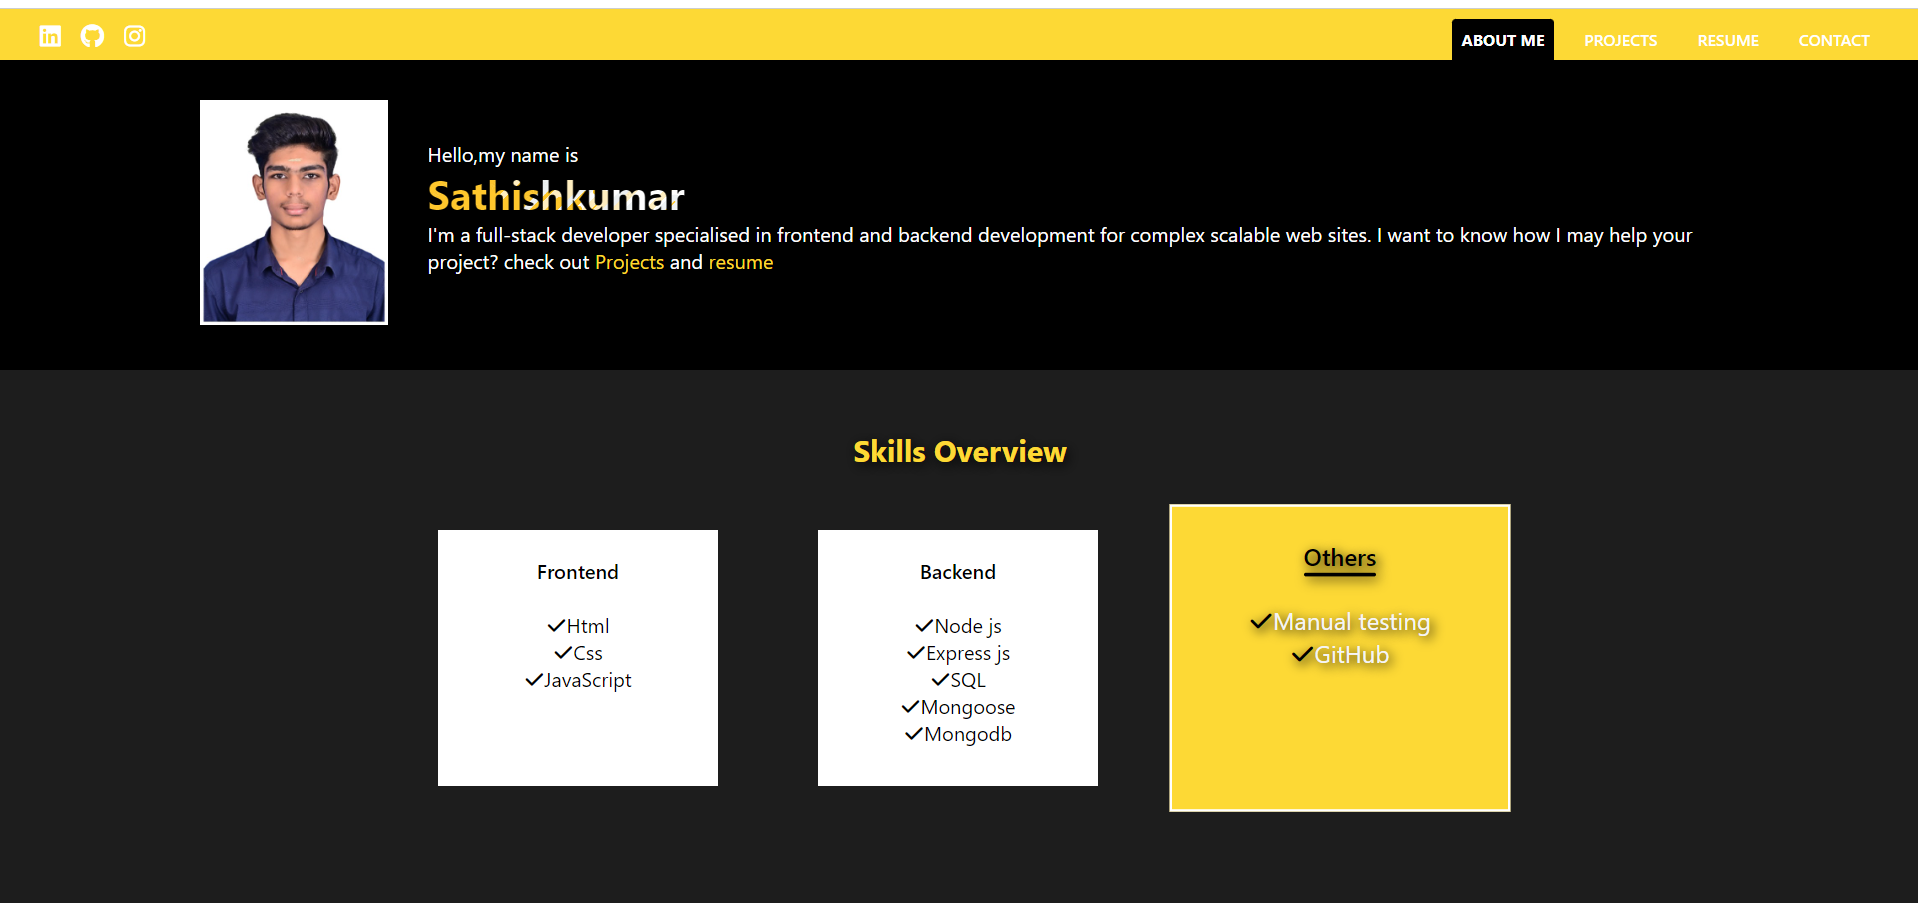 ABOUT ME PROJECTS RESUME CONTACT
Hello,my name is
Sathishkumar
I'm a full-stack developer specialised in frontend and backend development for complex scalable web sites. I want to know how I may help your
project? check out Projects and resume
Skills Overview
Frontend
Html
Css
JavaScript
Backend
Node js
Express js
SQL
Mongoose
Mongodb
Others
Manual testing
GitHub